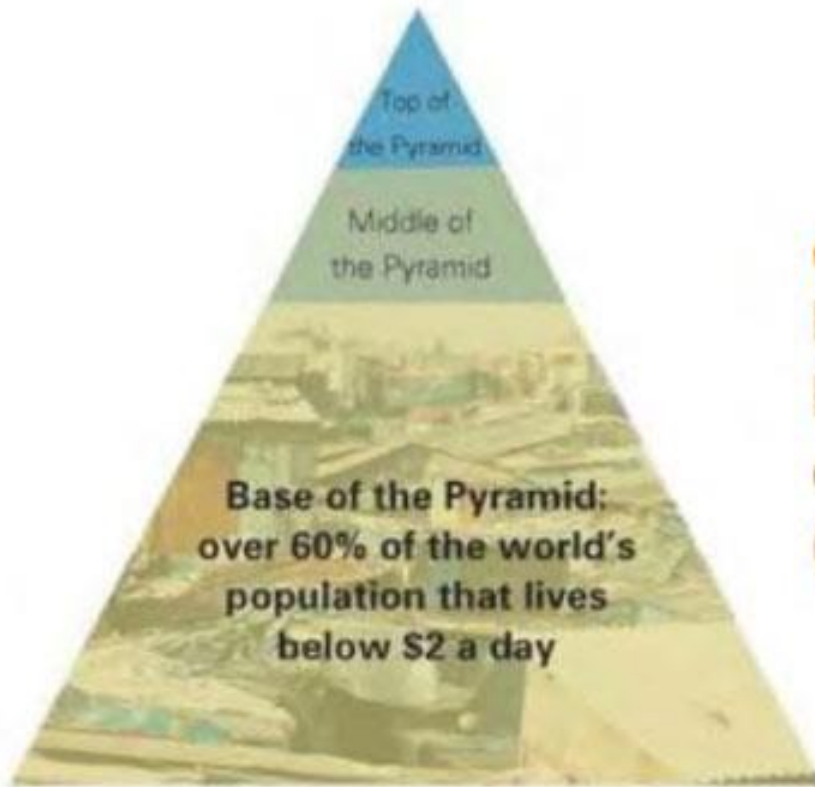 Top of
the Pyramid
Middle of
the Pyramid
Base of the Pyramid:
over 60% of the world's
population that lives
below $2 a day